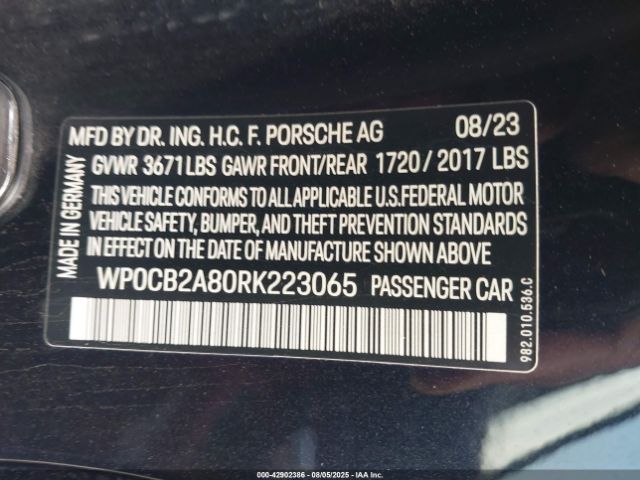 MFD BY DR. ING. H.C. F. PORSCHE AG 08/23
GVWR 3671LBS GAWR FRONT/REAR 1720/2017 LBS
THIS VEHICLE CONFORMS TO ALL APPLICABLE U.S.FEDERAL MOTOR
VEHICLE SAFETY, BUMPER, AND THEFT PREVENTION STANDARDS
IN EFFECT ON THE DATE OF MANUFACTURE SHOWN ABOVE
WP0CB2A80RK223065 PASSENGER CAR
MADE IN GERMANY
982.010.536.C
000-42902386 - 08/05/2025 - IAA Inc.